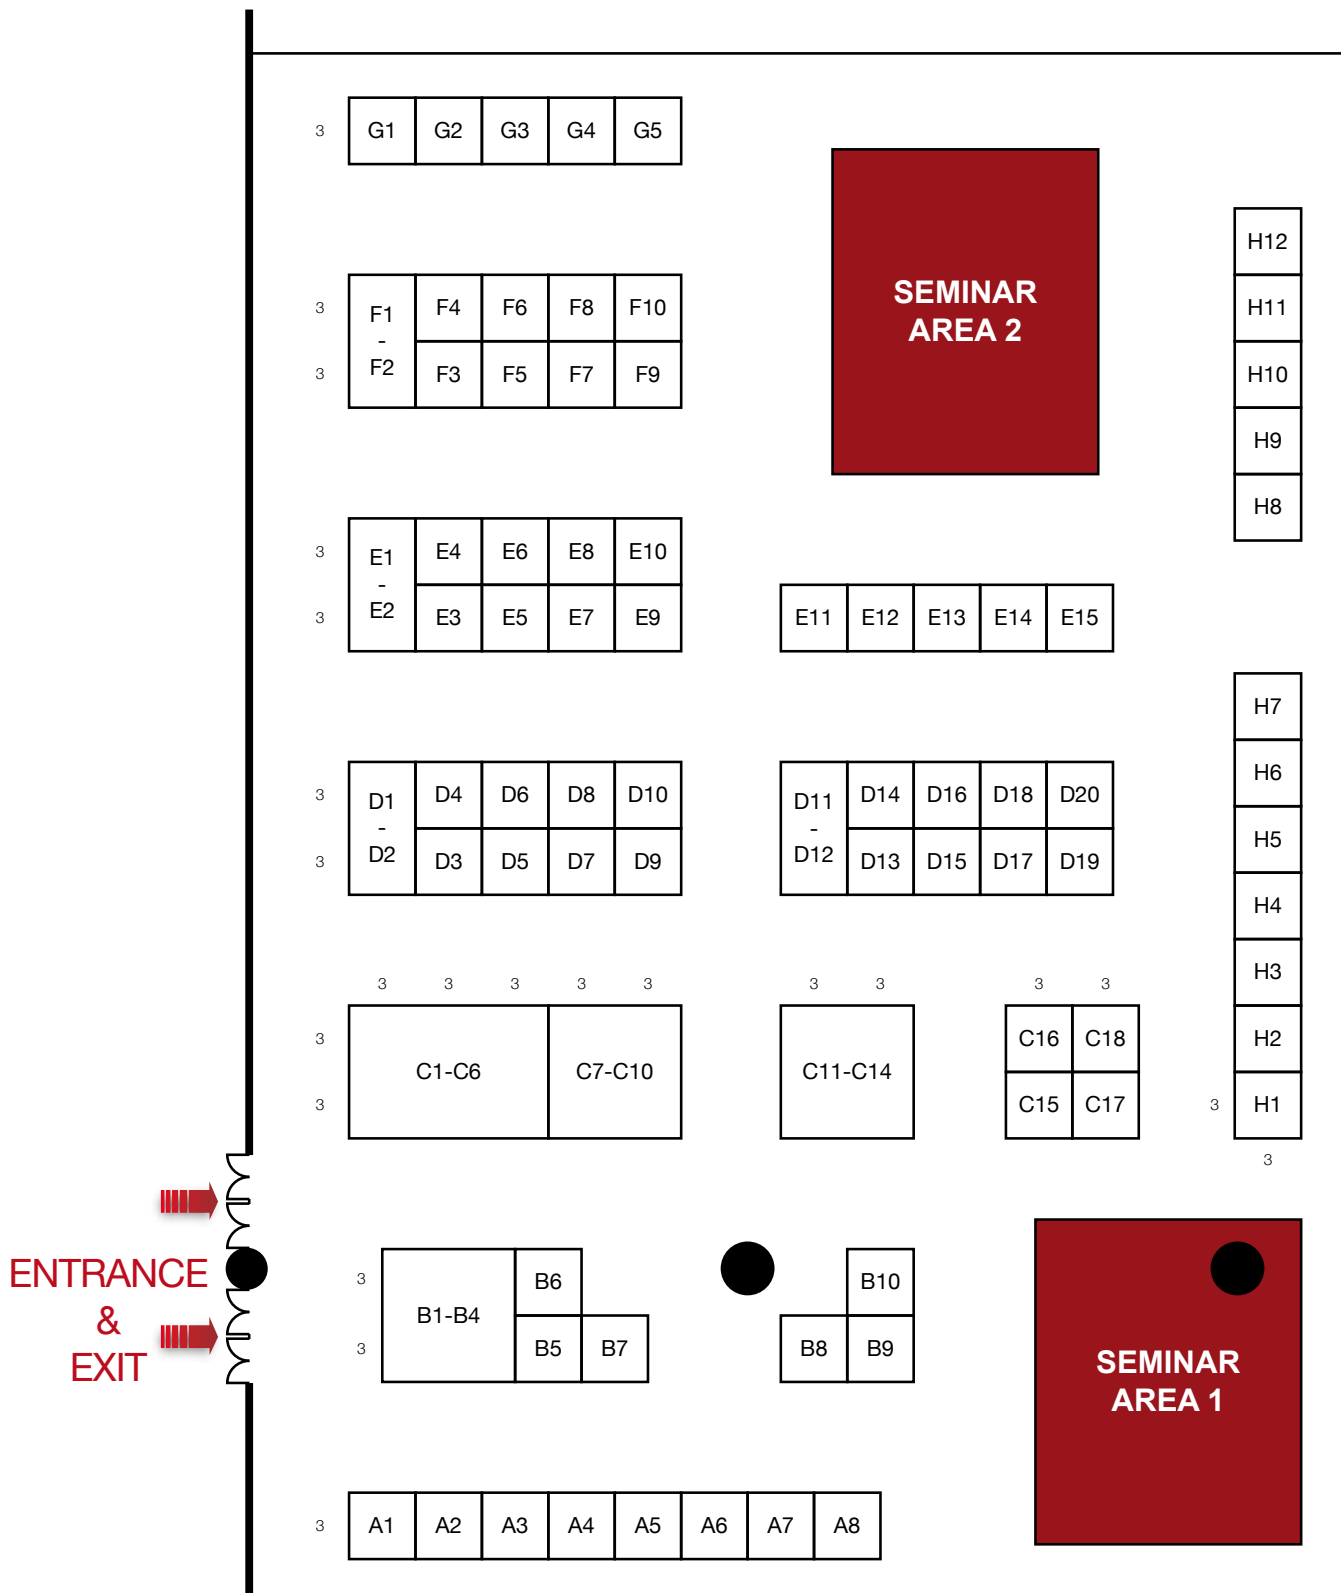 3 G1 G2 G3 G4 G5
SEMINAR
AREA 2
H12
H11
H10
H9
H8
3 F1 F4 F6 F8 F10
-
3 F2 F3 F5 F7 F9
3 E1 E4 E6 E8 E10
-
3 E2 E3 E5 E7 E9
E11 E12 E13 E14 E15
H7
H6
H5
H4
H3
H2
3 H1
3
3 D1 D4 D6 D8 D10
-
3 D2 D3 D5 D7 D9
D11 D14 D16 D18 D20
-
D12 D13 D15 D17 D19
3 3 3 3 3 3 3 3 3
3
C1-C6 C7-C10 C11-C14
3
C16 C18
C15 C17
ENTRANCE
&
EXIT
3
B1-B4
3
B6
B5 B7
B10
B8 B9
SEMINAR
AREA 1
3 A1 A2 A3 A4 A5 A6 A7 A8